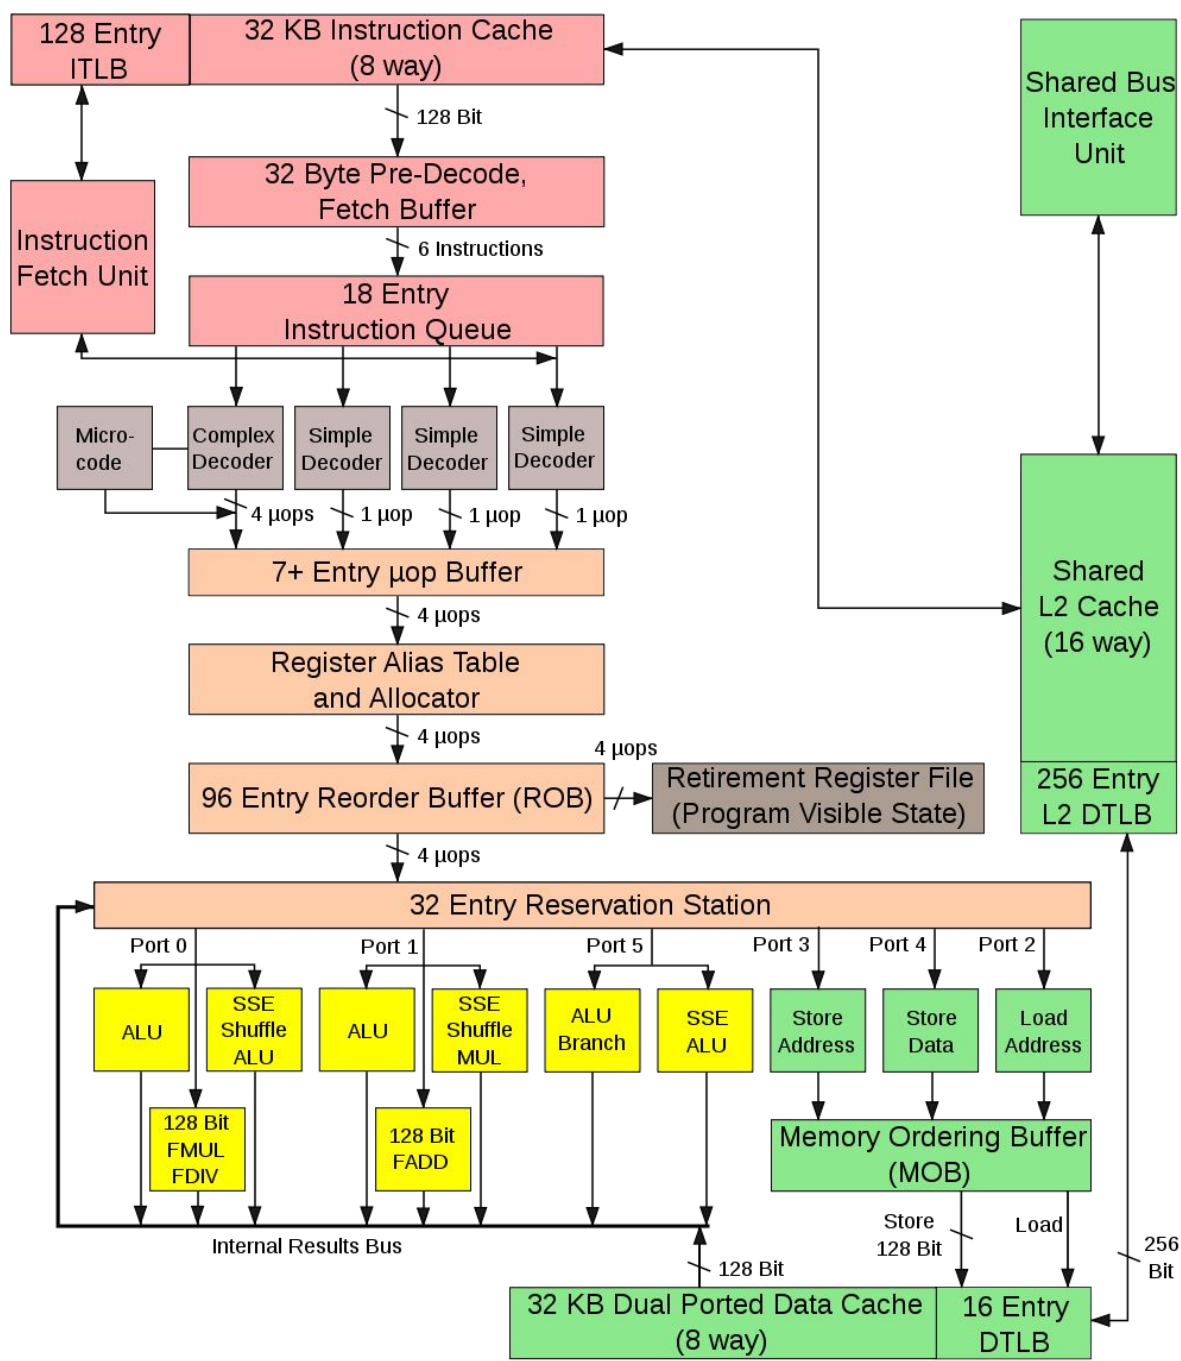 128 Entry
ITLB
32 KB Instruction Cache
(8 way)
Shared Bus
Interface
Unit
128 Bit
32 Byte Pre-Decode,
Fetch Buffer
Instruction
Fetch Unit
6 Instructions
18 Entry
Instruction Queue
Micro-
code
Complex
Decoder
Simple
Decoder
Simple
Decoder
Simple
Decoder
4 µops
1 µop
1 µop
1 µop
7+ Entry µop Buffer
Shared
L2 Cache
(16 way)
4 µops
Register Alias Table
and Allocator
4 µops
4 µops
96 Entry Reorder Buffer (ROB)
Retirement Register File
(Program Visible State)
256 Entry
L2 DTLB
4 µops
32 Entry Reservation Station
Port 0
Port 1
Port 5
Port 3
Port 4
Port 2
ALU
SSE
Shuffle
ALU
ALU
SSE
Shuffle
MUL
ALU
Branch
SSE
ALU
Store
Address
Store
Data
Load
Address
128 Bit
FMUL
FDIV
128 Bit
FADD
Memory Ordering Buffer
(MOB)
Internal Results Bus
Store
128 Bit
Load
256
Bit
128 Bit
32 KB Dual Ported Data Cache
(8 way)
16 Entry
DTLB